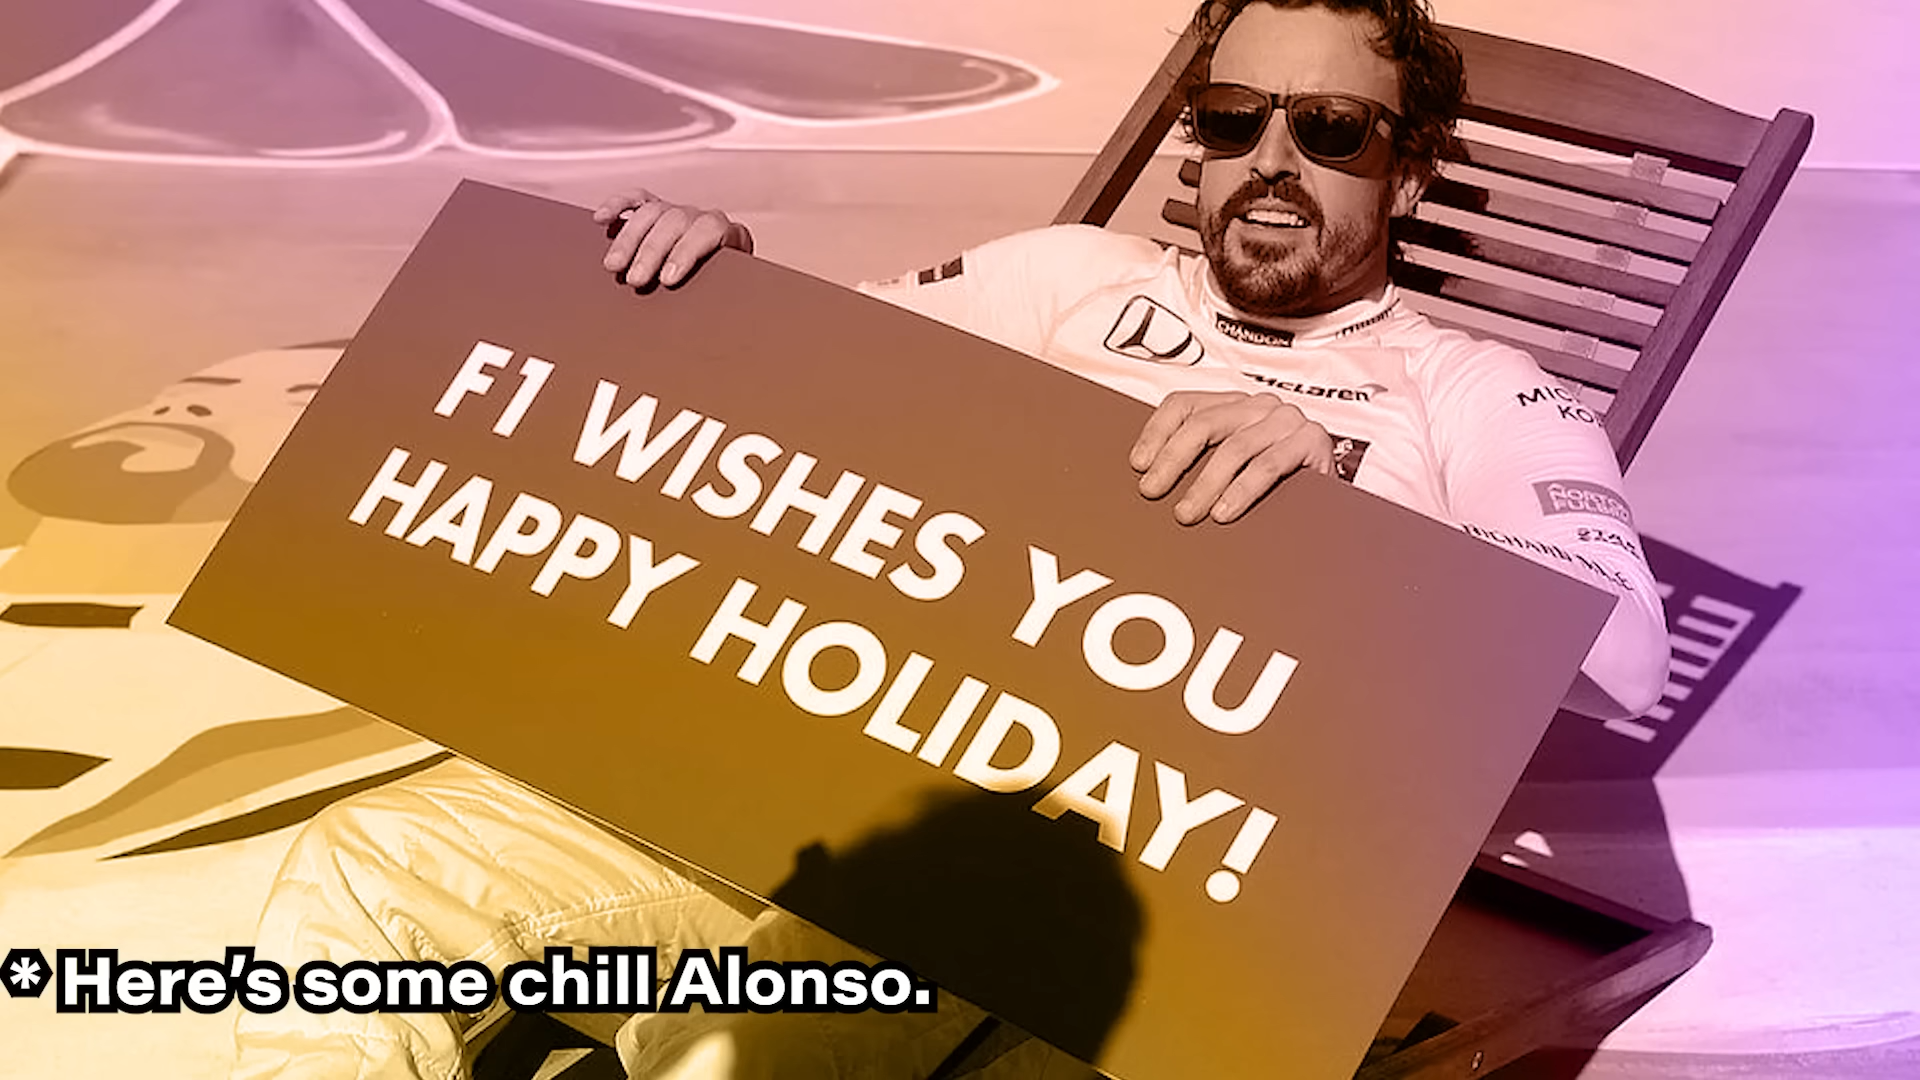 CHANDON
McLaren
F1 WISHES YOU
HAPPY HOLIDAY!
*Here's some chill Alonso.